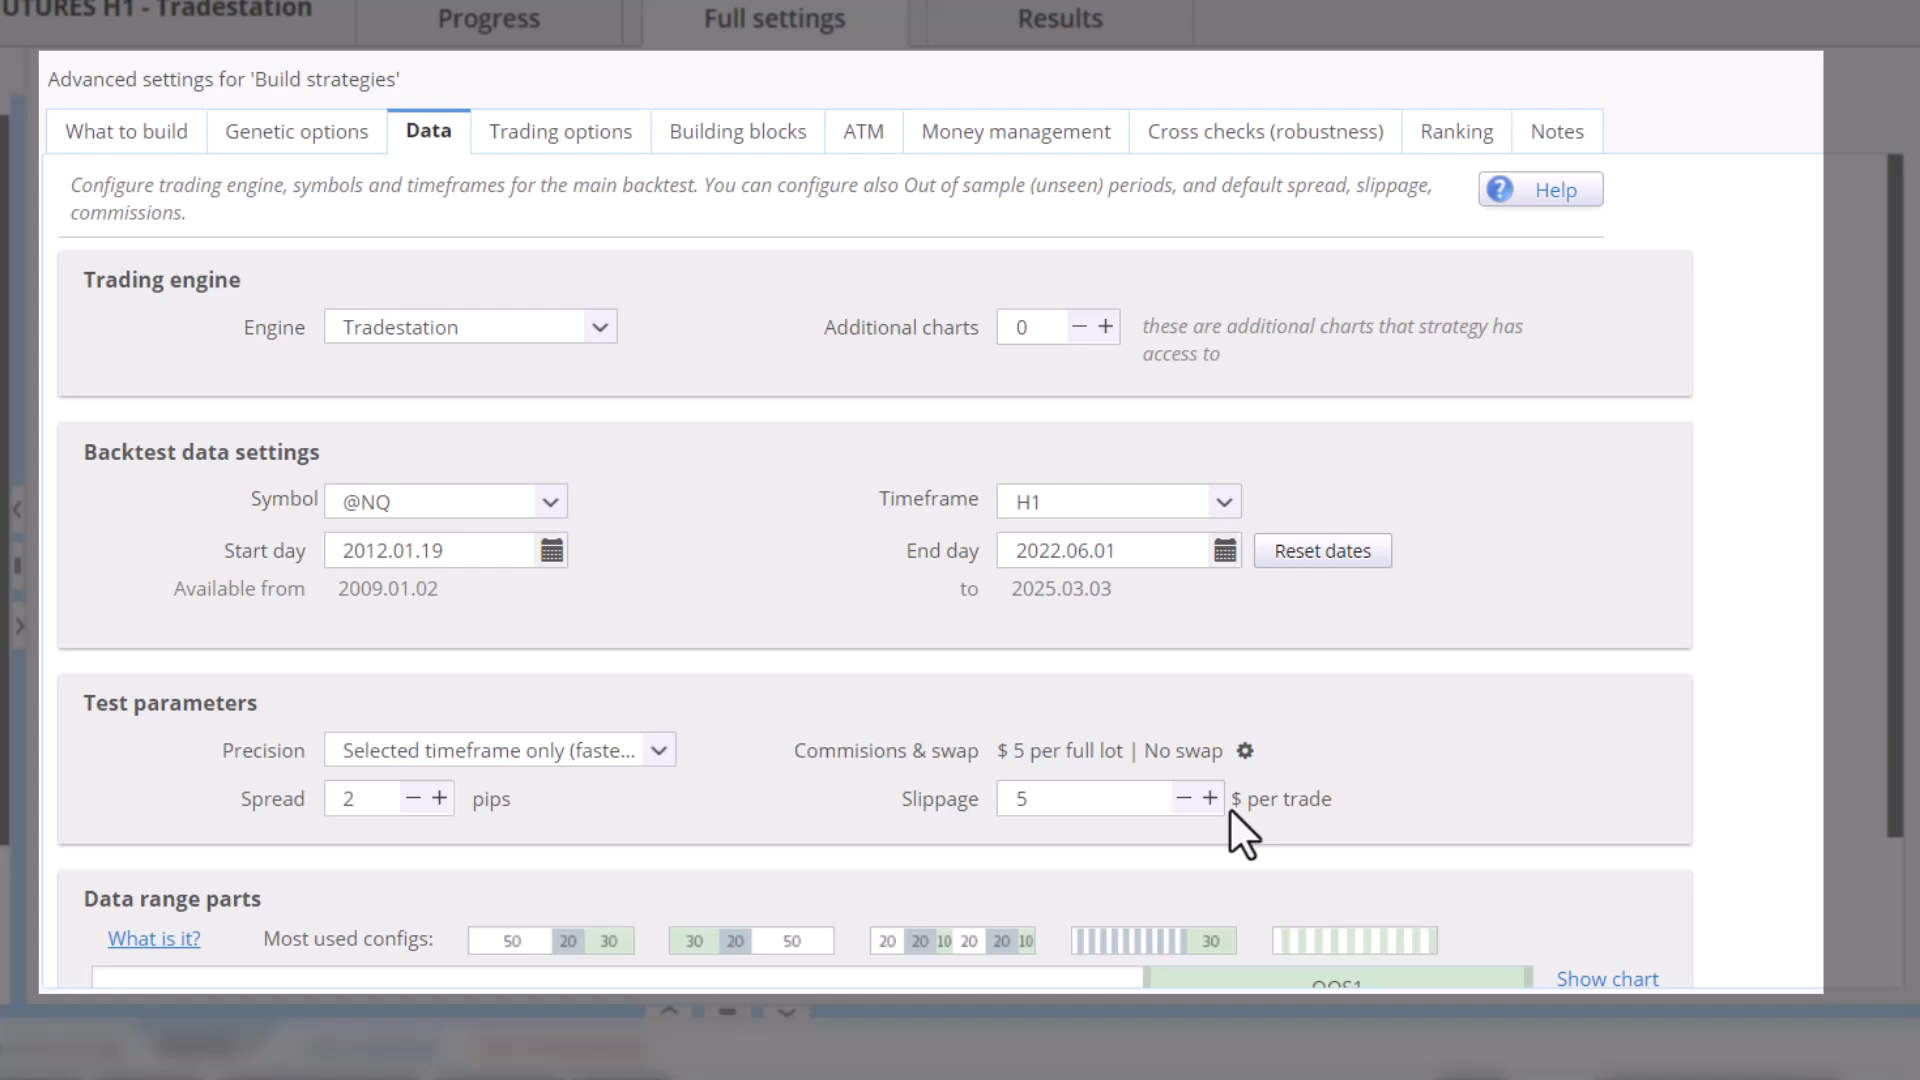 UTURES H1 - Tradestation
Progress
Full settings
Results
Advanced settings for 'Build strategies'
What to build
Genetic options
Data
Trading options
Building blocks
ATM
Money management
Cross checks (robustness)
Ranking
Notes
Configure trading engine, symbols and timeframes for the main backtest. You can configure also Out of sample (unseen) periods, and default spread, slippage,
commissions.
Help
Trading engine
Engine
Tradestation
Additional charts
0
these are additional charts that strategy has
access to
Backtest data settings
Symbol
@NQ
Timeframe
H1
Start day
2012.01.19
End day
2022.06.01
Reset dates
Available from
2009.01.02
to
2025.03.03
Test parameters
Precision
Selected timeframe only (faste...
Commisions & swap
$ 5 per full lot | No swap
Spread
2
pips
Slippage
5
$ per trade
Data range parts
What is it?
Most used configs:
50 20 30
30 20 50
20 20 10 20 20 10
30
OOS1
Show chart